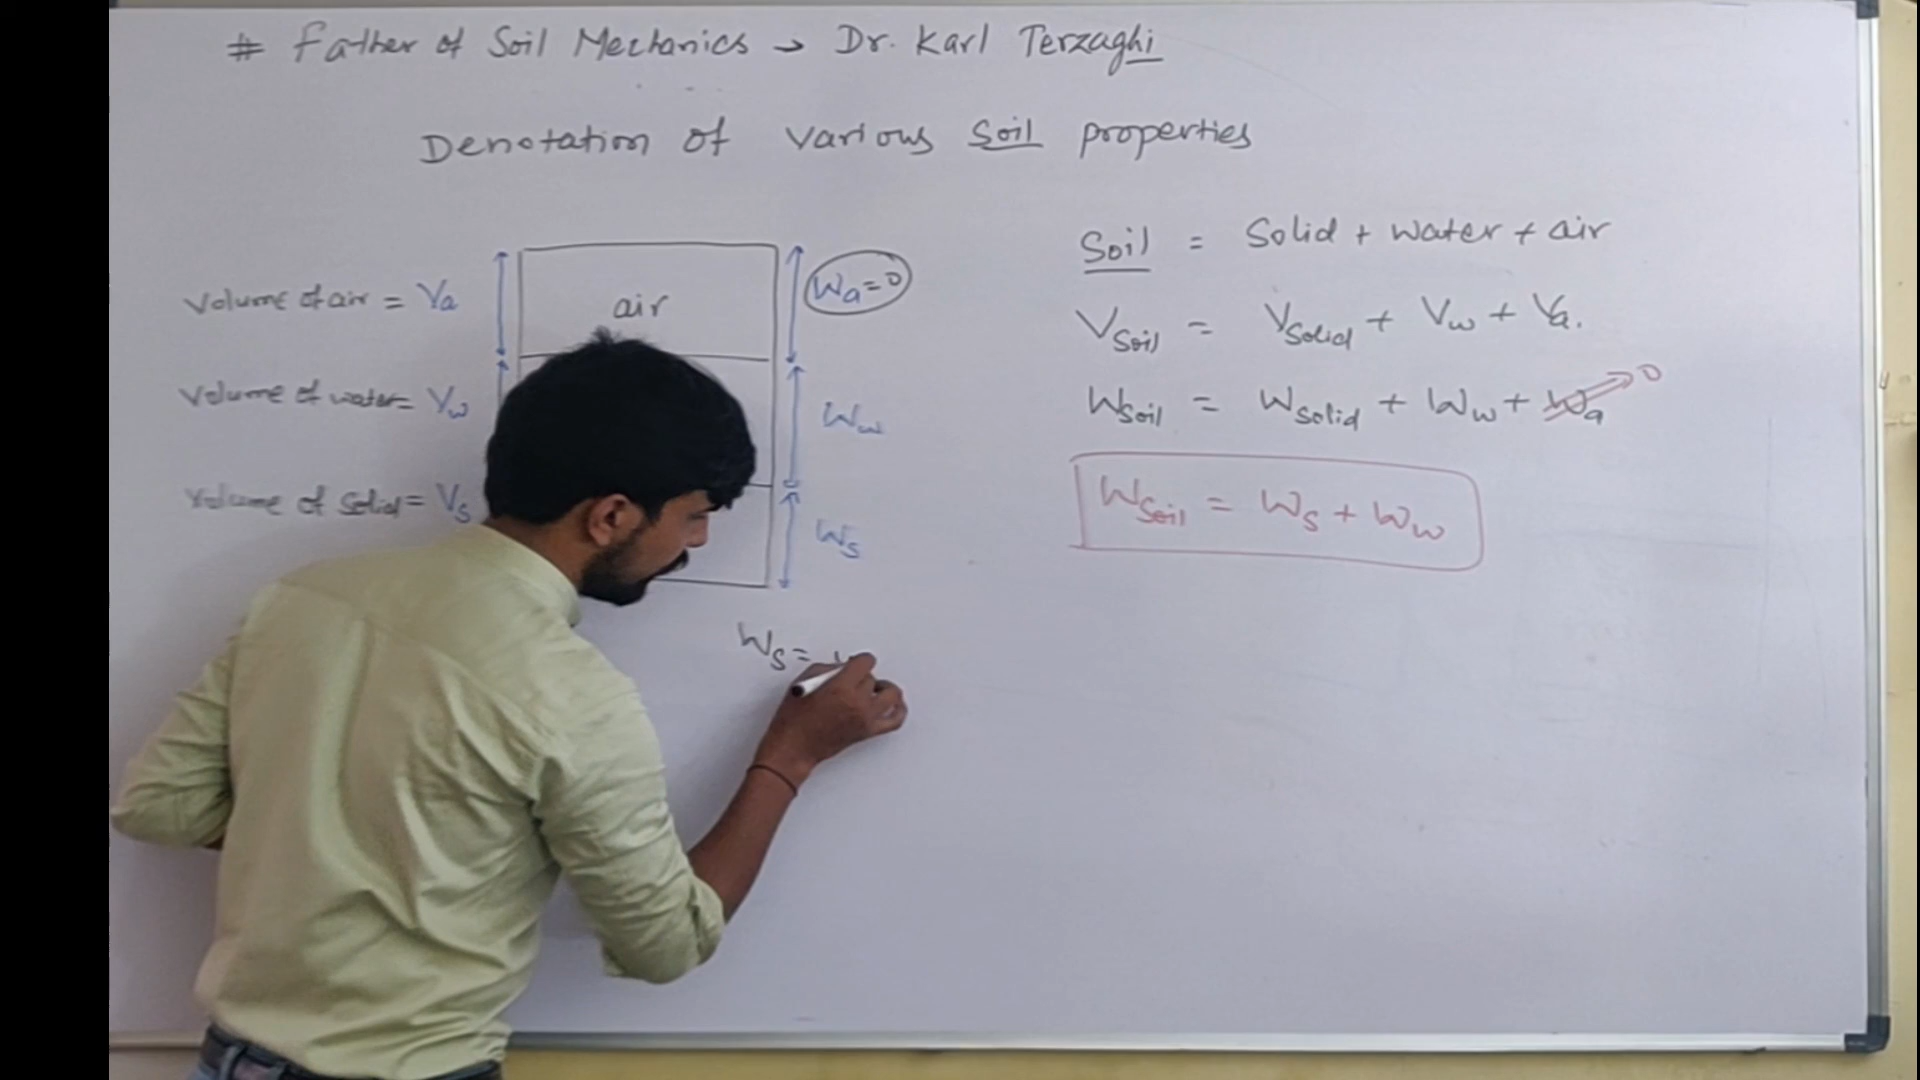 # Father of Soil Mechanics → Dr. Karl Terzaghi
Denotation of various Soil properties
Volume of air = Va
air
Wa=0
Volume of water = Vw
Ww
Volume of solid = Vs
Ws
Ws =
Soil = Solid + water + air
VSoil = VSolid + Vw + Va.
WSoil = WSolid + Ww + Wa → 0
WSoil = Ws + Ww